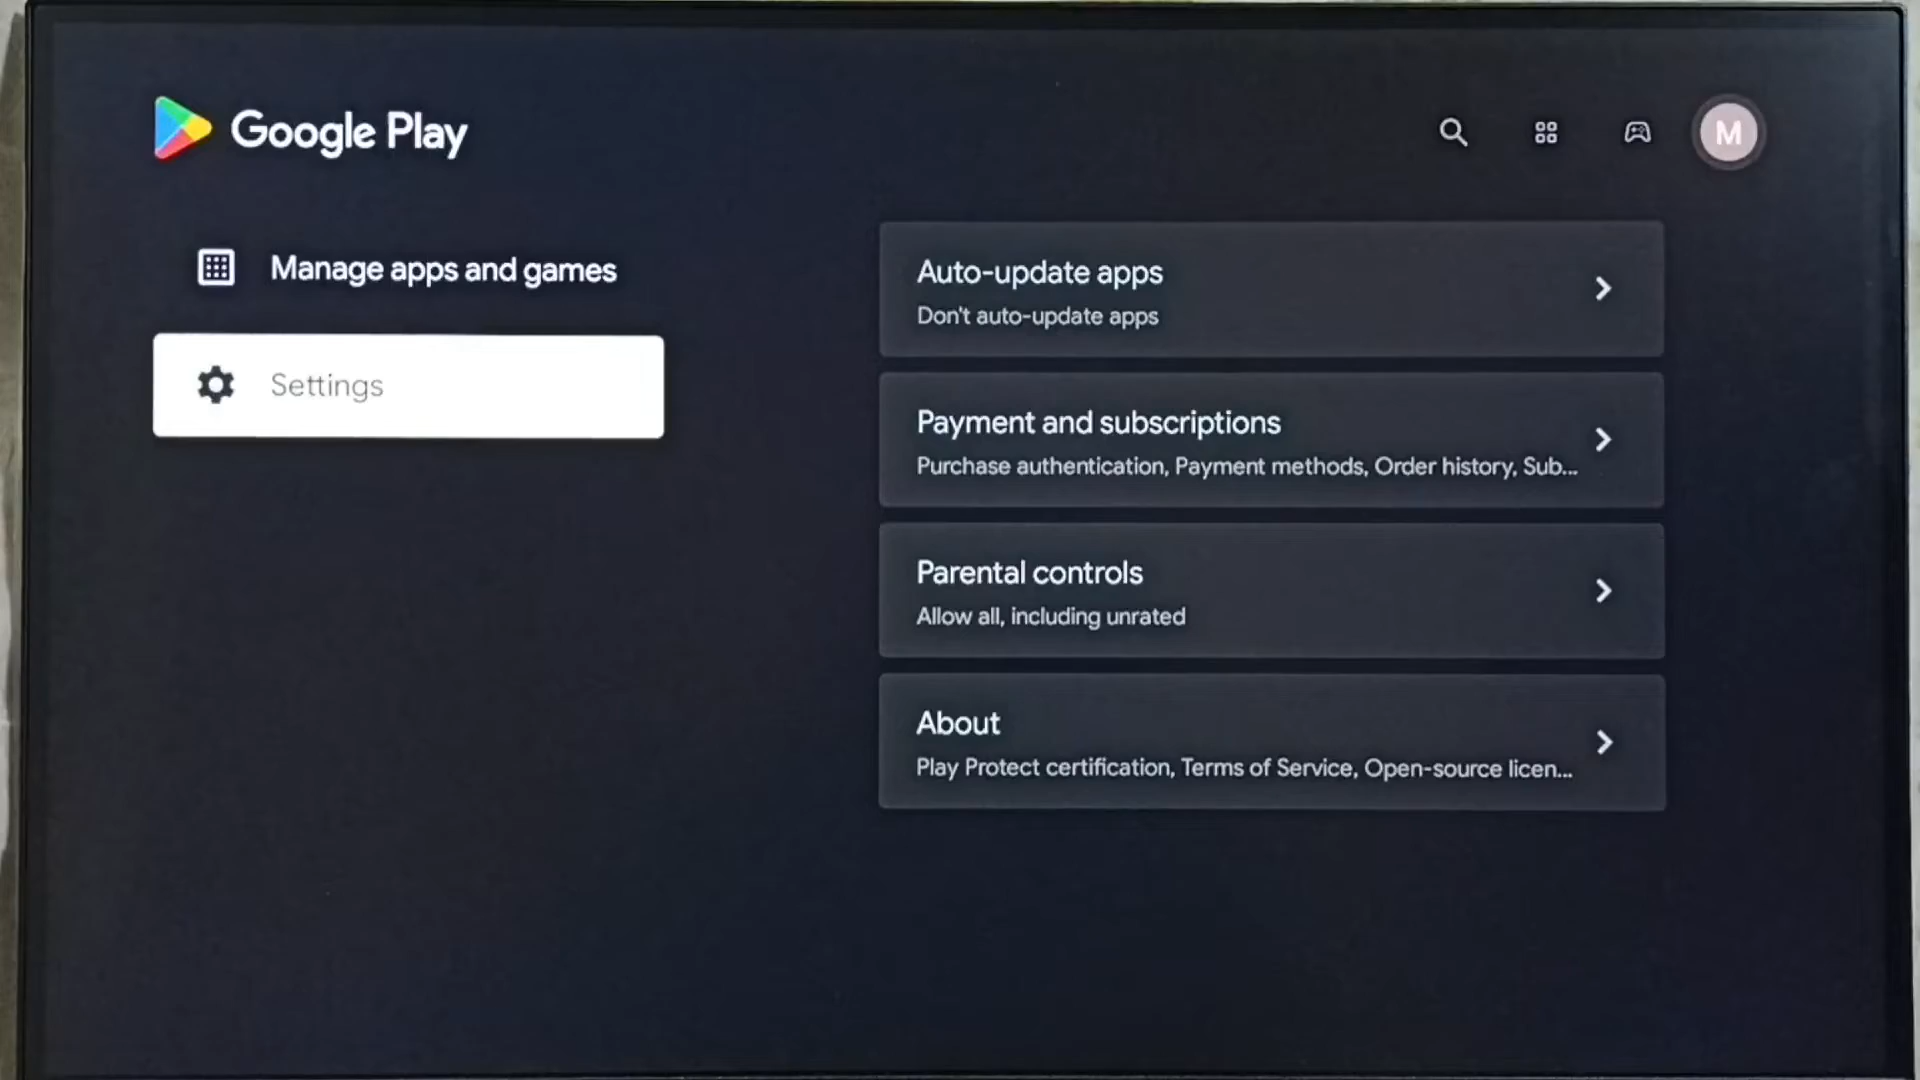 Google Play
M
Manage apps and games
Settings
Auto-update apps
Don't auto-update apps
Payment and subscriptions
Purchase authentication, Payment methods, Order history, Sub...
Parental controls
Allow all, including unrated
About
Play Protect certification, Terms of Service, Open-source licen...